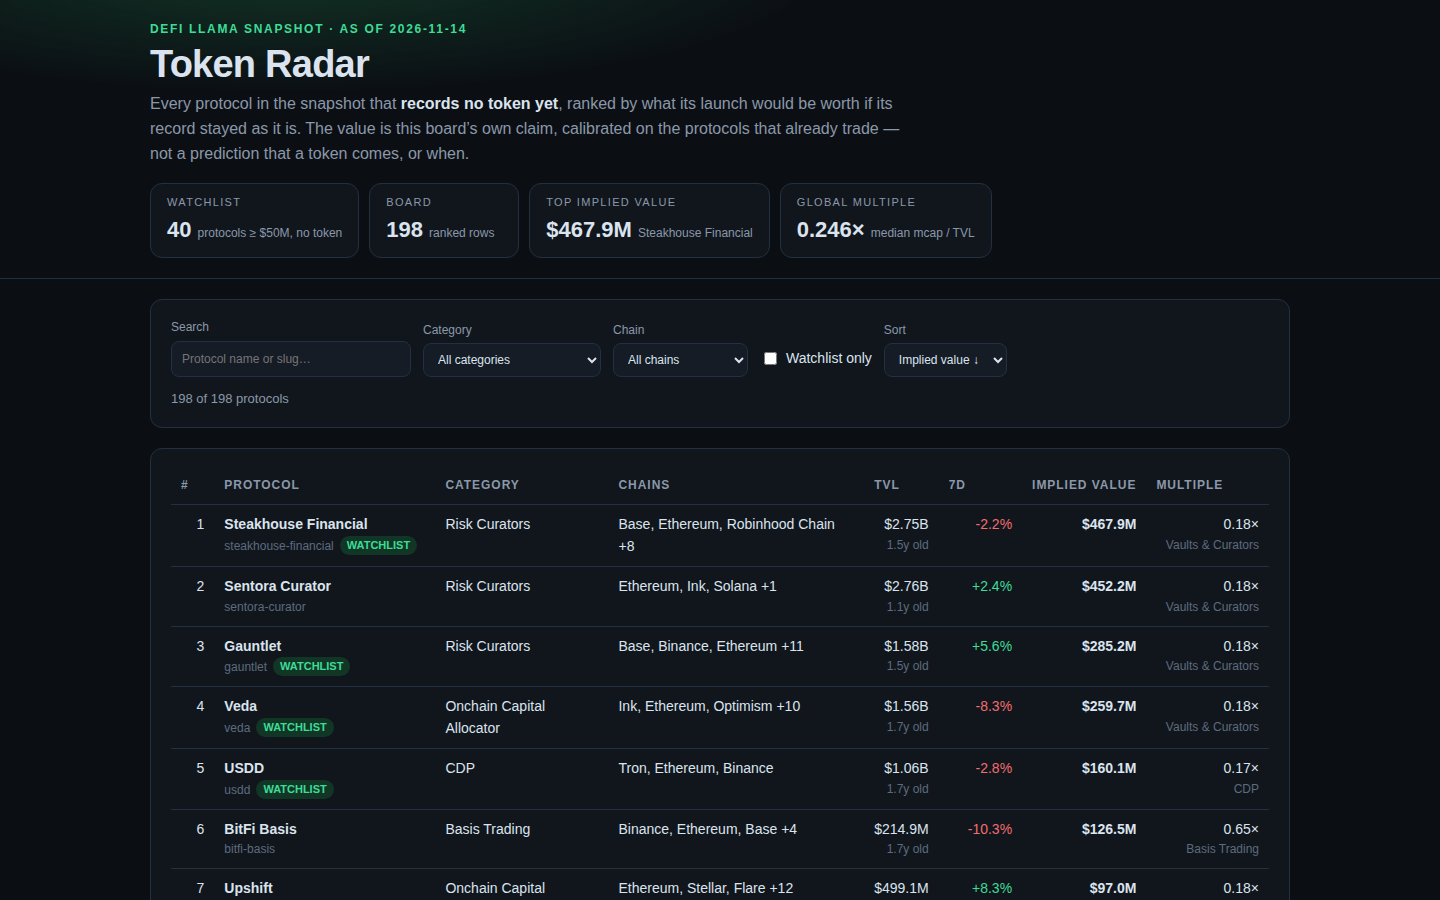 DEFI LLAMA SNAPSHOT · AS OF 2026-11-14
Token Radar
Every protocol in the snapshot that records no token yet, ranked by what its launch would be worth if its
record stayed as it is. The value is this board's own claim, calibrated on the protocols that already trade —
not a prediction that a token comes, or when.
WATCHLIST
40 protocols ≥ $50M, no token
BOARD
198 ranked rows
TOP IMPLIED VALUE
$467.9M Steakhouse Financial
GLOBAL MULTIPLE
0.246× median mcap / TVL
Search
Protocol name or slug…
Category
All categories
Chain
All chains
Watchlist only
Sort
Implied value ↓
198 of 198 protocols
# PROTOCOL CATEGORY CHAINS TVL 7D IMPLIED VALUE MULTIPLE
1 Steakhouse Financial Risk Curators Base, Ethereum, Robinhood Chain $2.75B -2.2% $467.9M 0.18×
steakhouse-financial WATCHLIST +8 1.5y old Vaults & Curators
2 Sentora Curator Risk Curators Ethereum, Ink, Solana +1 $2.76B +2.4% $452.2M 0.18×
sentora-curator 1.1y old Vaults & Curators
3 Gauntlet Risk Curators Base, Binance, Ethereum +11 $1.58B +5.6% $285.2M 0.18×
gauntlet WATCHLIST 1.5y old Vaults & Curators
4 Veda Onchain Capital Ink, Ethereum, Optimism +10 $1.56B -8.3% $259.7M 0.18×
veda WATCHLIST Allocator 1.7y old Vaults & Curators
5 USDD CDP Tron, Ethereum, Binance $1.06B -2.8% $160.1M 0.17×
usdd WATCHLIST 1.7y old CDP
6 BitFi Basis Basis Trading Binance, Ethereum, Base +4 $214.9M -10.3% $126.5M 0.65×
bitfi-basis 1.7y old Basis Trading
7 Upshift Onchain Capital Ethereum, Stellar, Flare +12 $499.1M +8.3% $97.0M 0.18×